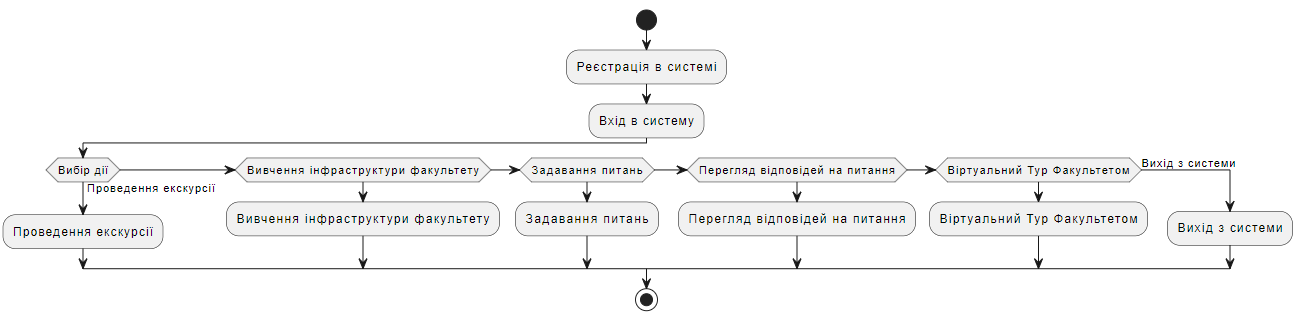 Реєстрація в системі
Вхід в систему
Вибір дії
Вивчення інфраструктури факультету
Задавання питань
Перегляд відповідей на питання
Віртуальний Тур Факультетом
Вихід з системи
Проведення екскурсії
Проведення екскурсії
Вивчення інфраструктури факультету
Задавання питань
Перегляд відповідей на питання
Віртуальний Тур Факультетом
Вихід з системи